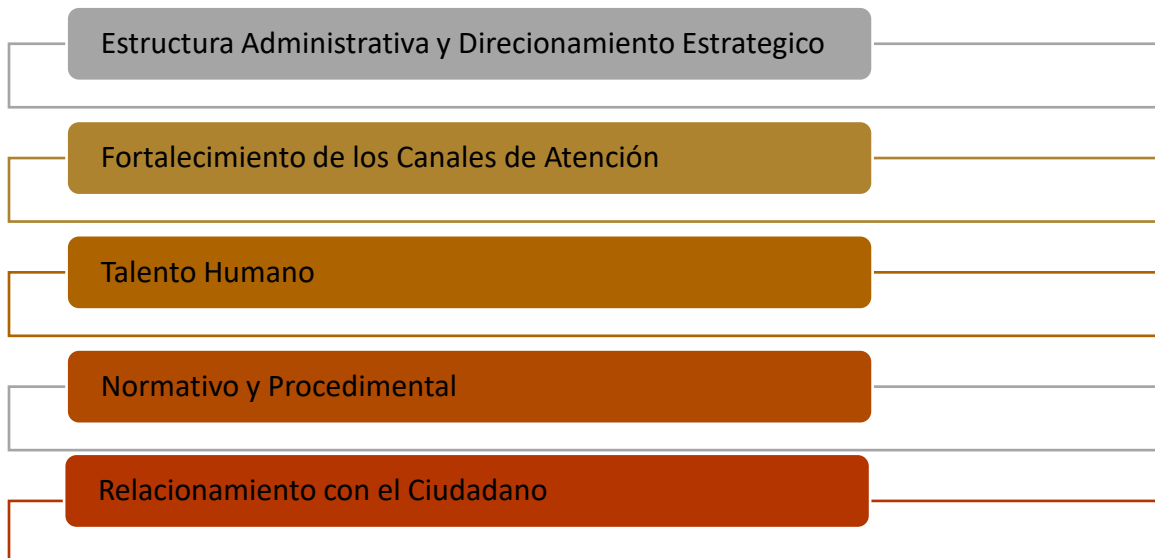 Estructura Administrativa y Direcionamiento Estrategico
Fortalecimiento de los Canales de Atención
Talento Humano
Normativo y Procedimental
Relacionamiento con el Ciudadano